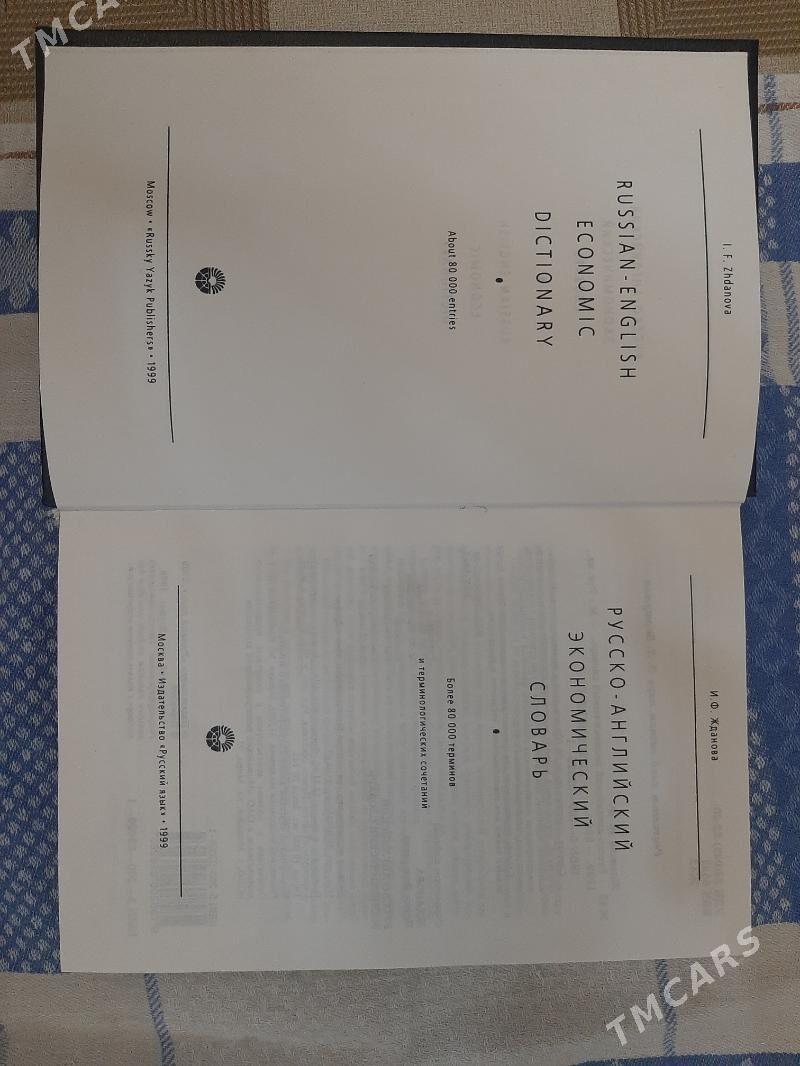 TMCARS
I. F. Zhdanova
RUSSIAN-ENGLISH
ECONOMIC
DICTIONARY
•
About 80 000 entries
Moscow • «Russky Yazyk Publishers» • 1999
И.Ф. Жданова
РУССКО-АНГЛИЙСКИЙ
ЭКОНОМИЧЕСКИЙ
СЛОВАРЬ
•
Более 80 000 терминов
и терминологических сочетаний
Москва • Издательство «Русский язык» • 1999
TMCARS